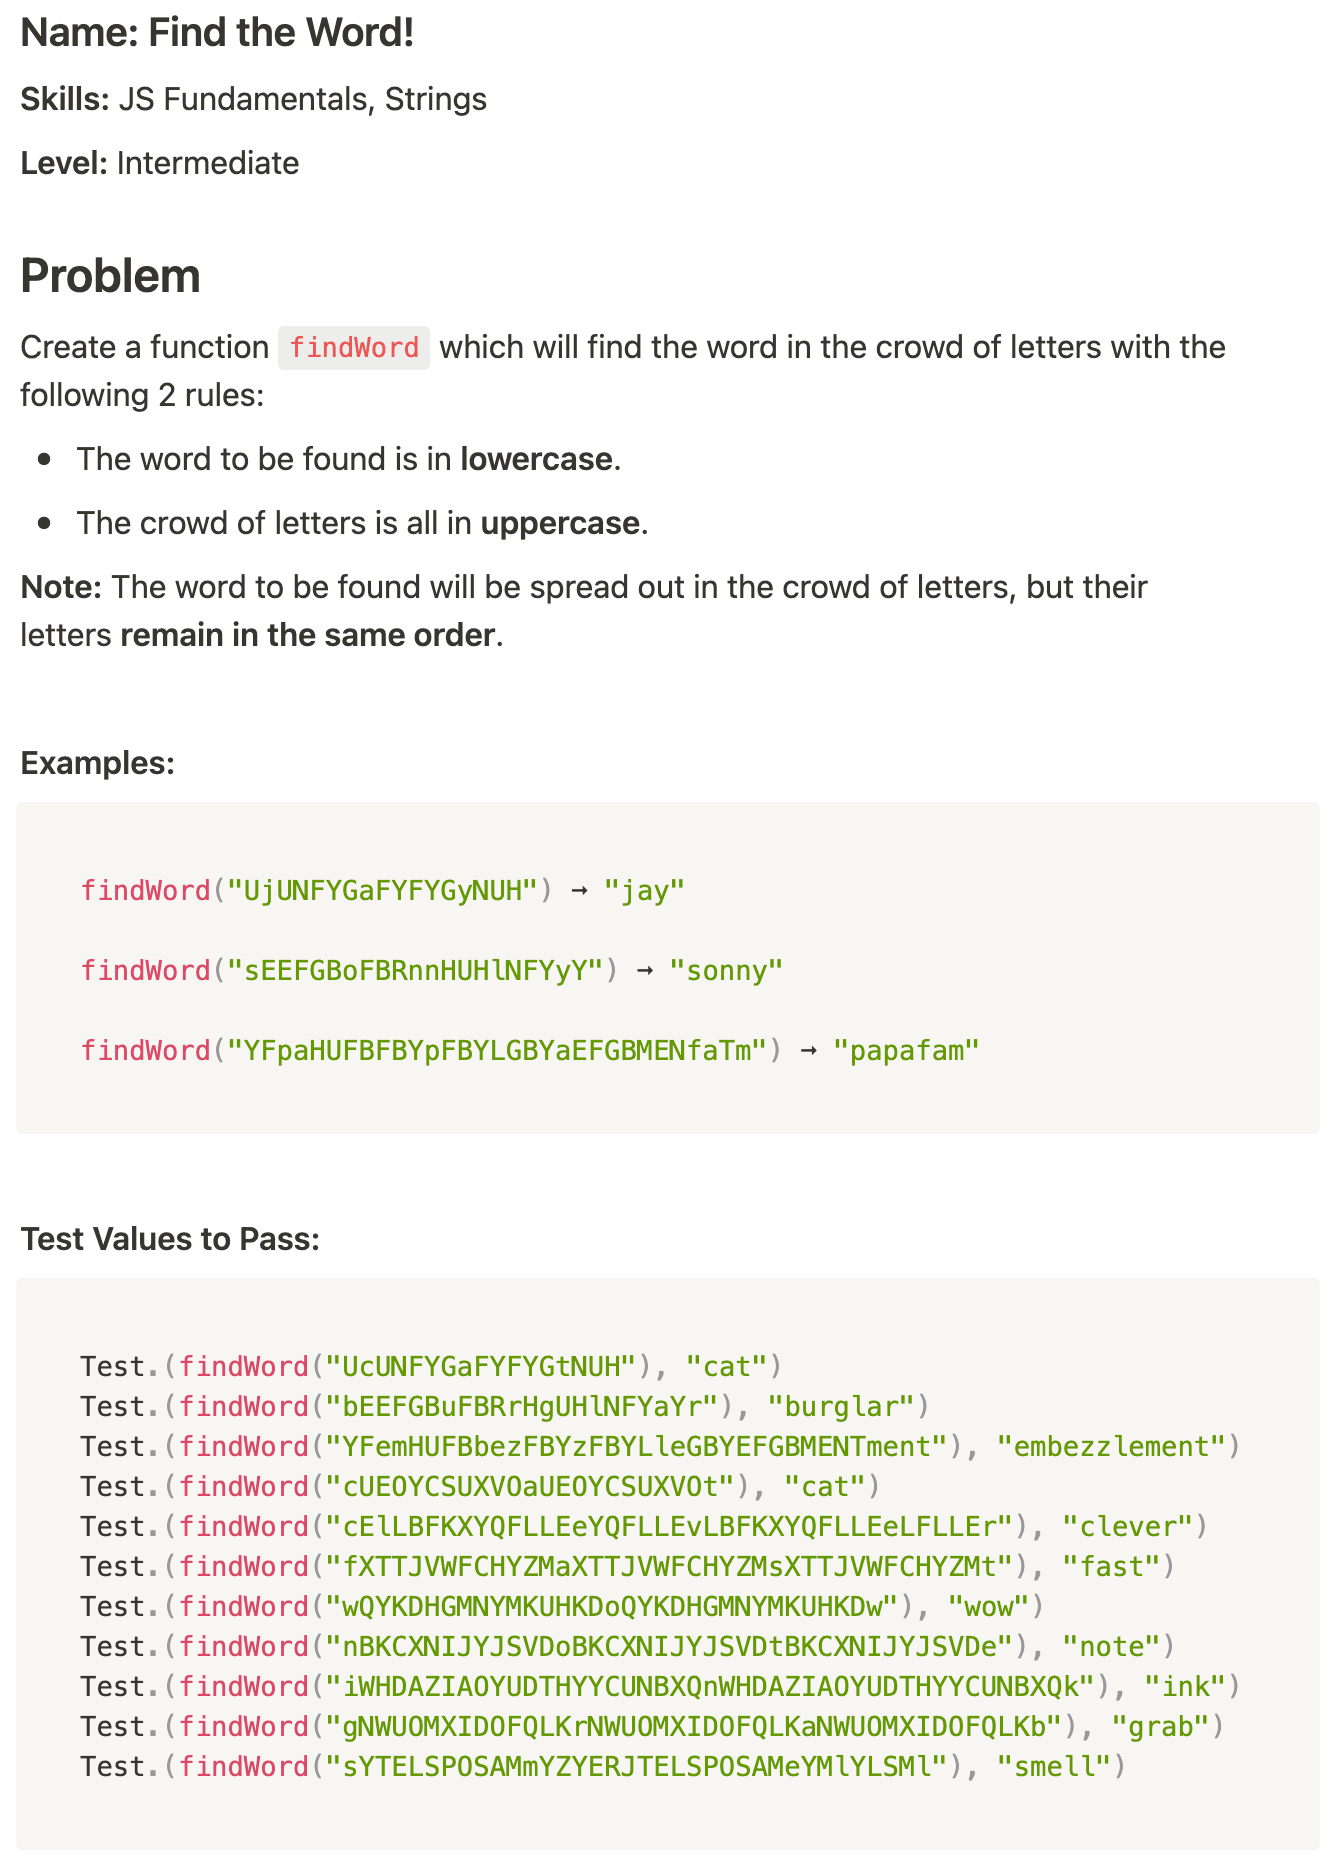 Name: Find the Word!
Skills: JS Fundamentals, Strings
Level: Intermediate
Problem
Create a function findWord which will find the word in the crowd of letters with the
following 2 rules:
• The word to be found is in lowercase.
• The crowd of letters is all in uppercase.
Note: The word to be found will be spread out in the crowd of letters, but their
letters remain in the same order.
Examples:
findWord("UjUNFYGaFYFYGyNUH") → "jay"
findWord("sEEFGBoFBRnnHUHlNFYyY") → "sonny"
findWord("YFpaHUFBFBYpFBYLGBYaEFGBMENfaTm") → "papafam"
Test Values to Pass:
Test.(findWord("UcUNFYGaFYFYGtNUH"), "cat")
Test.(findWord("bEEFGBuFBRrHgUHlNFYaYr"), "burglar")
Test.(findWord("YFemHUFBbezFBYzFBYLleGBYEFGBMENTment"), "embezzlement")
Test.(findWord("cUEOYCSUXVOaUEOYCSUXVOt"), "cat")
Test.(findWord("cElLBFKXYQFLLEeYQFLLEvLBFKXYQFLLEeLFLLEr"), "clever")
Test.(findWord("fXTTJVWFCHYZMaXTTJVWFCHYZMsXTTJVWFCHYZMt"), "fast")
Test.(findWord("wQYKDHGMNYMKUHKDoQYKDHGMNYMKUHKDw"), "wow")
Test.(findWord("nBKCXNIJYJSVDoBKCXNIJYJSVDtBKCXNIJYJSVDe"), "note")
Test.(findWord("iWHDAZIAOYUDTHYYCUNBXQnWHDAZIAOYUDTHYYCUNBXQk"), "ink")
Test.(findWord("gNWUOMXIDOFQLKrNWUOMXIDOFQLKaNWUOMXIDOFQLKb"), "grab")
Test.(findWord("sYTELSPOSAMmYZYERJTELSPOSAMeYMlYLSMl"), "smell")